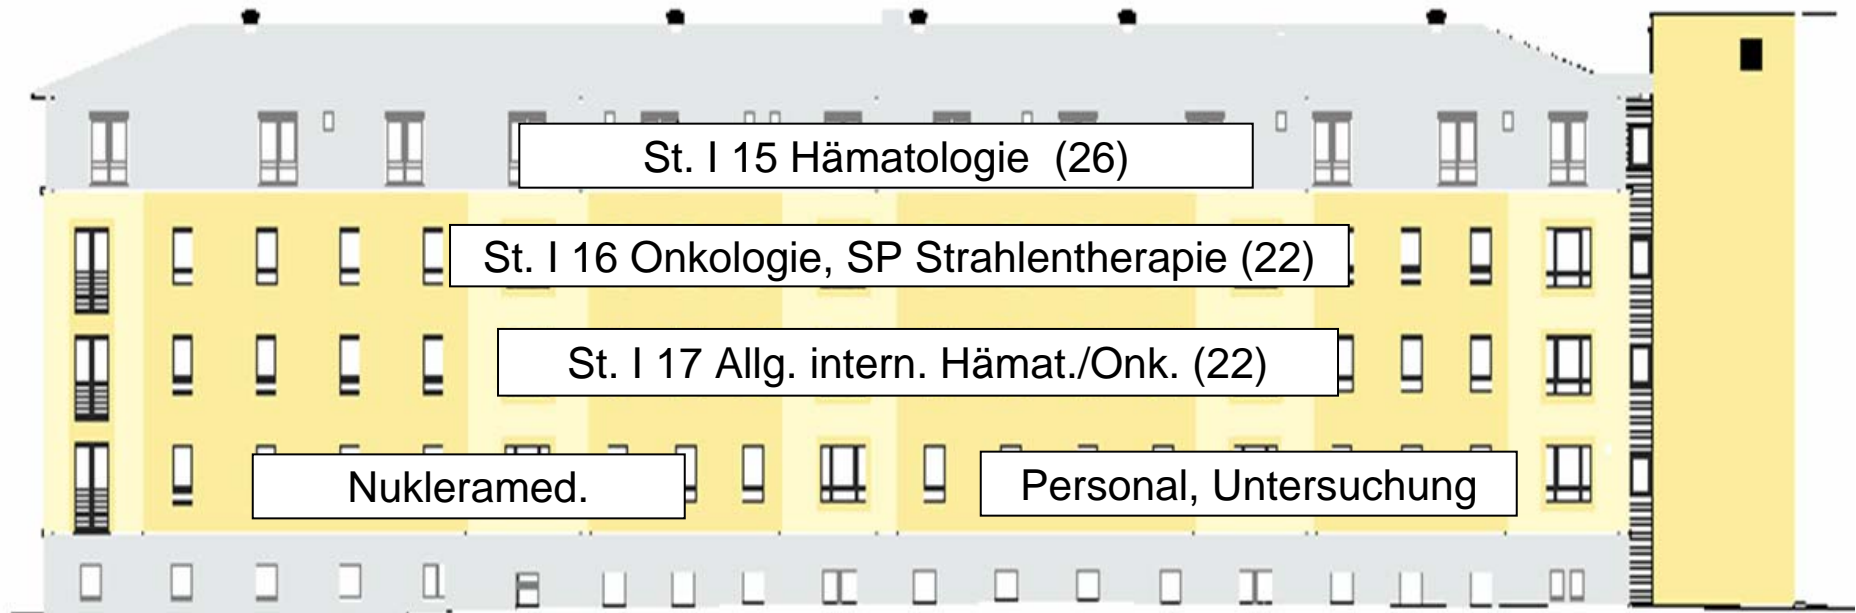 St. I 15 Hämatologie (26)
St. I 16 Onkologie, SP Strahlentherapie (22)
St. I 17 Allg. intern. Hämat./Onk. (22)
Nukleramed.
Personal, Untersuchung